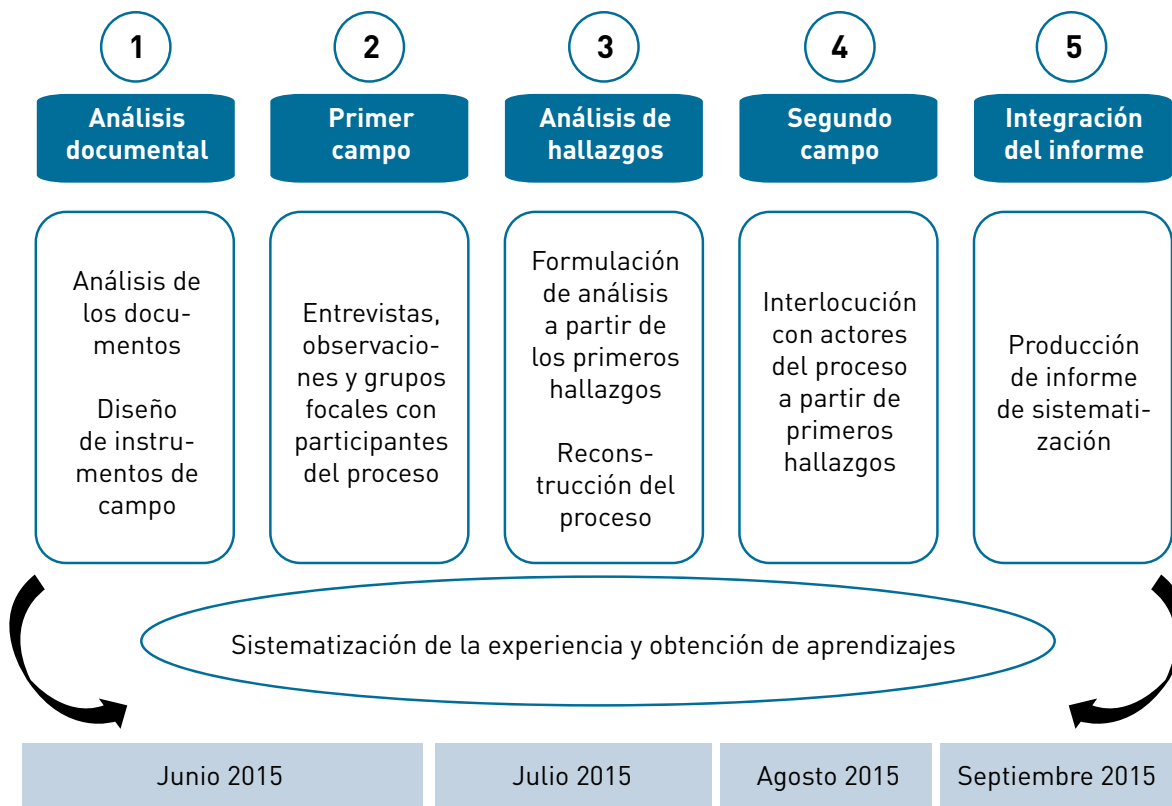 1
2
3
4
5
Análisis
documental
Primer
campo
Análisis de
hallazgos
Segundo
campo
Integración
del informe
Análisis de
los docu-
mentos
Diseño
de instru-
mentos de
campo
Entrevistas,
observacio-
nes y grupos
focales con
participantes
del proceso
Formulación
de análisis
a partir de
los primeros
hallazgos
Recons-
trucción del
proceso
Interlocución
con actores
del proceso
a partir de
primeros
hallazgos
Producción
de informe
de sistemati-
zación
Sistematización de la experiencia y obtención de aprendizajes
Junio 2015
Julio 2015
Agosto 2015
Septiembre 2015